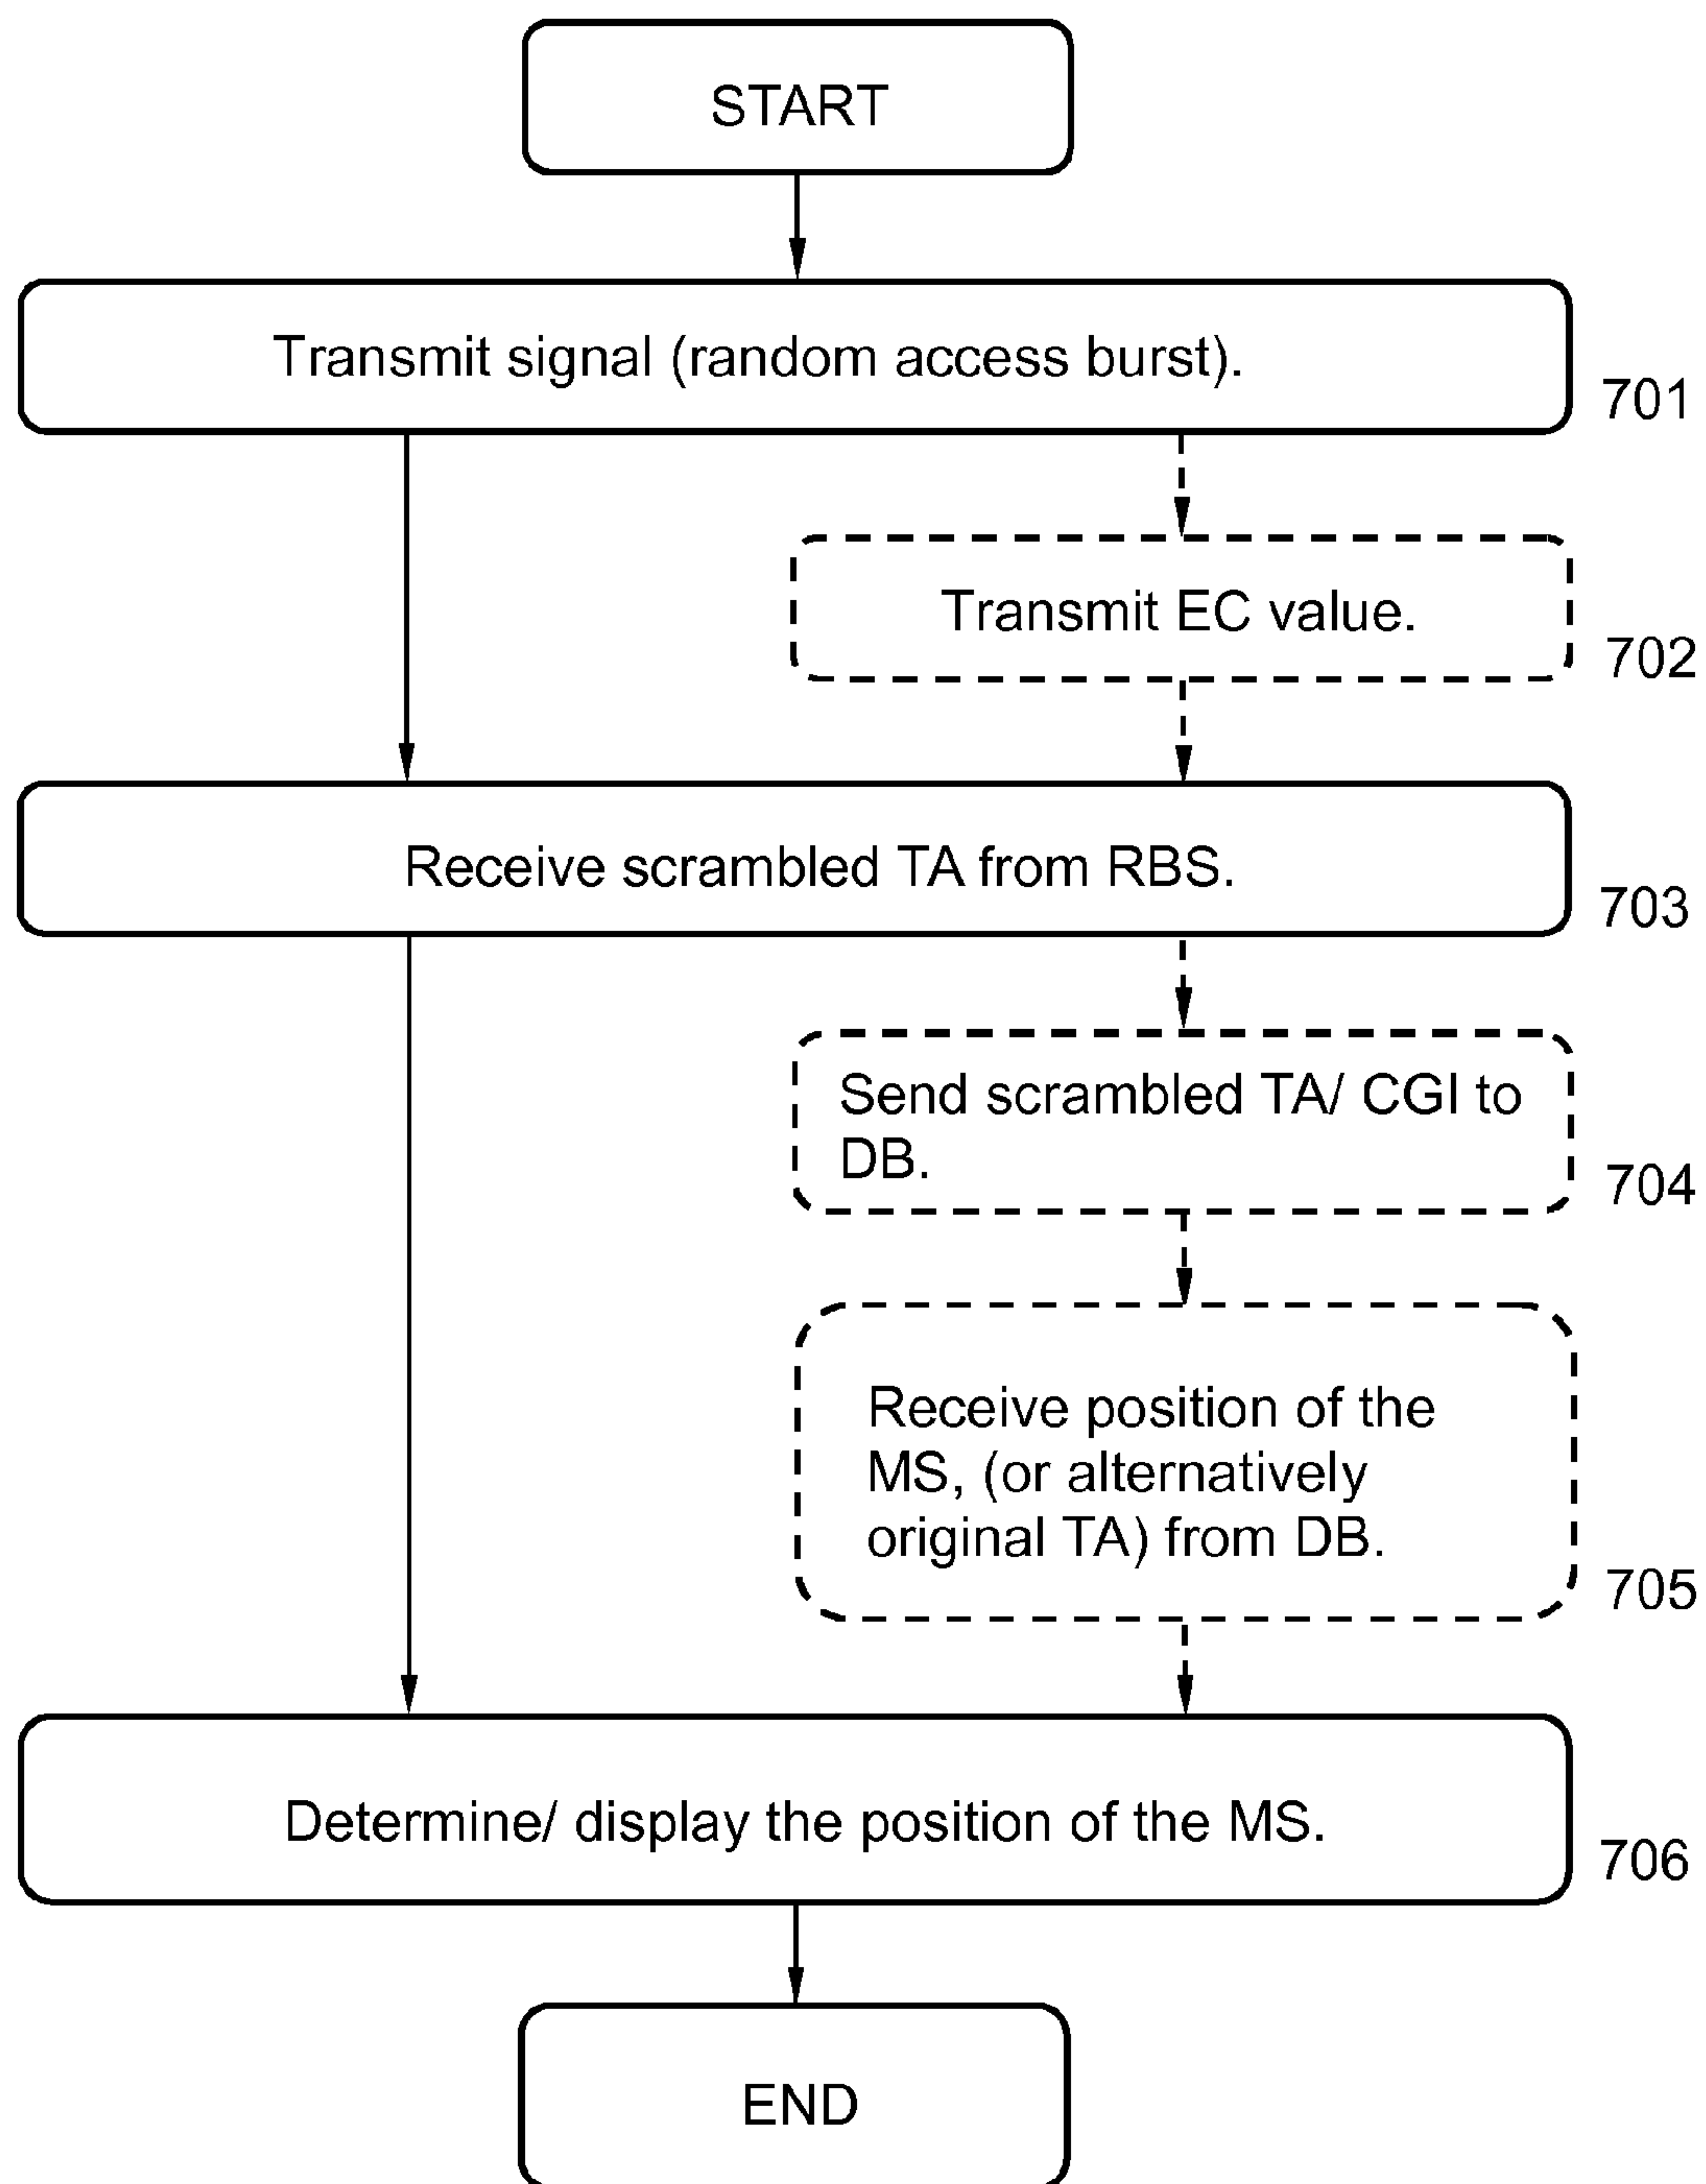 START
Transmit signal (random access burst).
701
Transmit EC value.
702
Receive scrambled TA from RBS.
703
Send scrambled TA/ CGI to
DB.
704
Receive position of the
MS, (or alternatively
original TA) from DB.
705
Determine/ display the position of the MS.
706
END